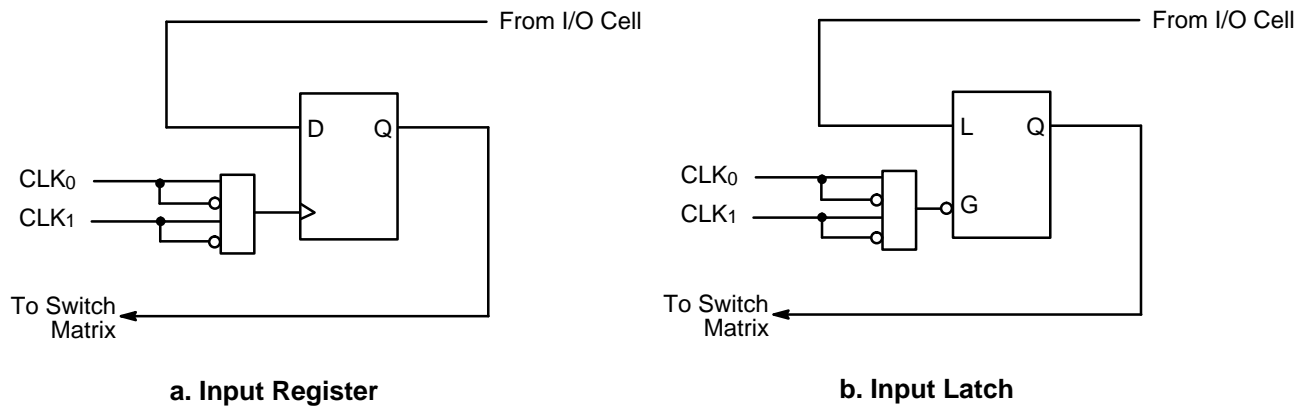 From I/O Cell
D Q
CLK0
CLK1
To Switch
Matrix
a. Input Register
From I/O Cell
L Q
CLK0
G
CLK1
To Switch
Matrix
b. Input Latch